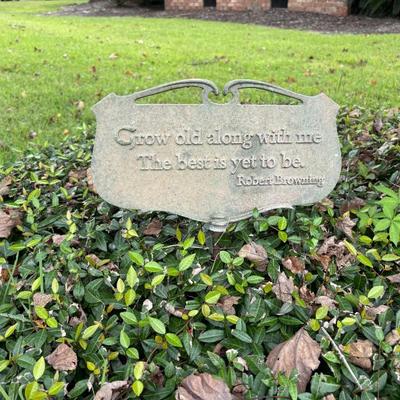 Grow old along with me
The best is yet to be.
Robert Browning